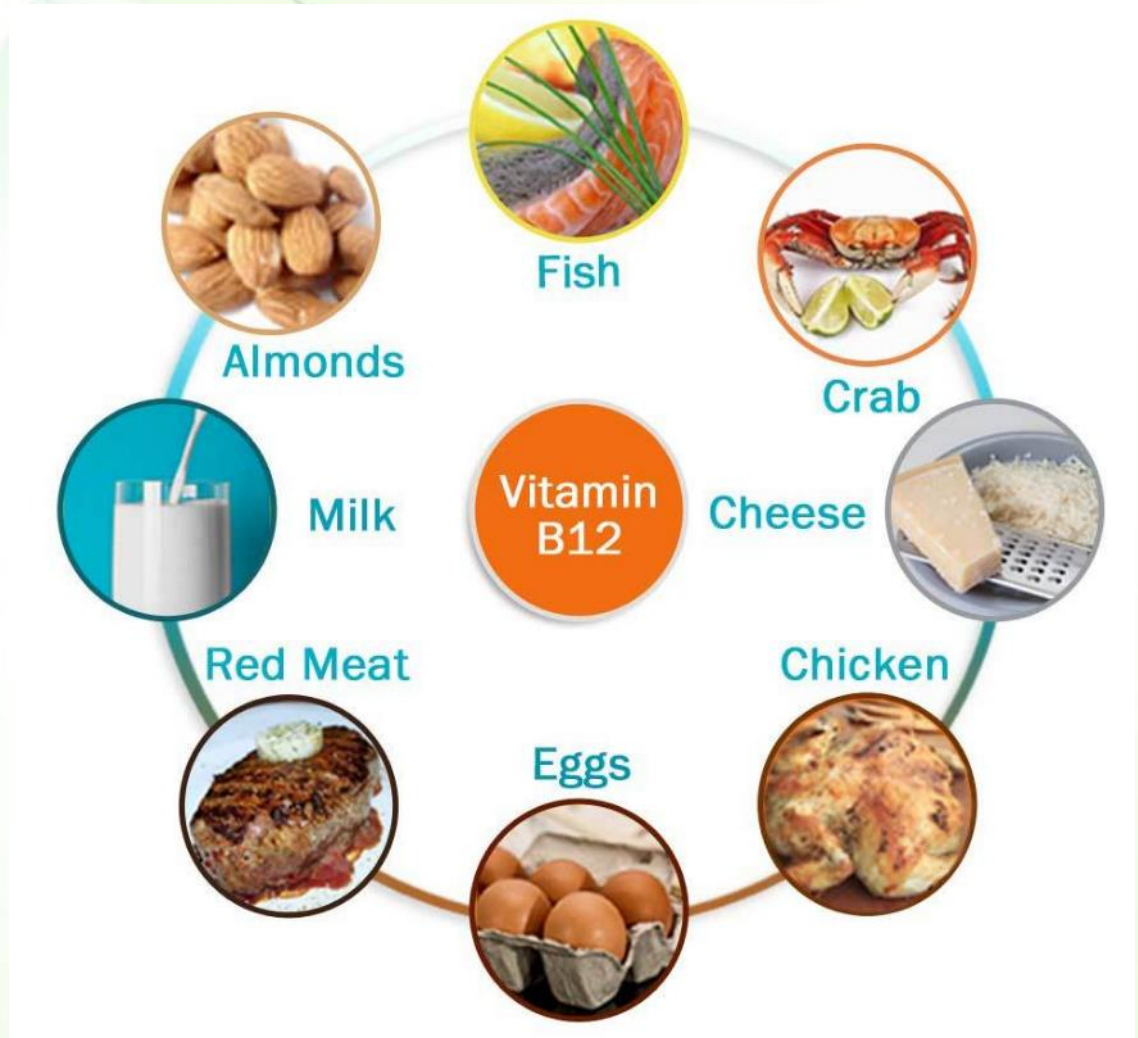 Fish
Almonds
Crab
Milk
Vitamin
B12
Cheese
Red Meat
Chicken
Eggs